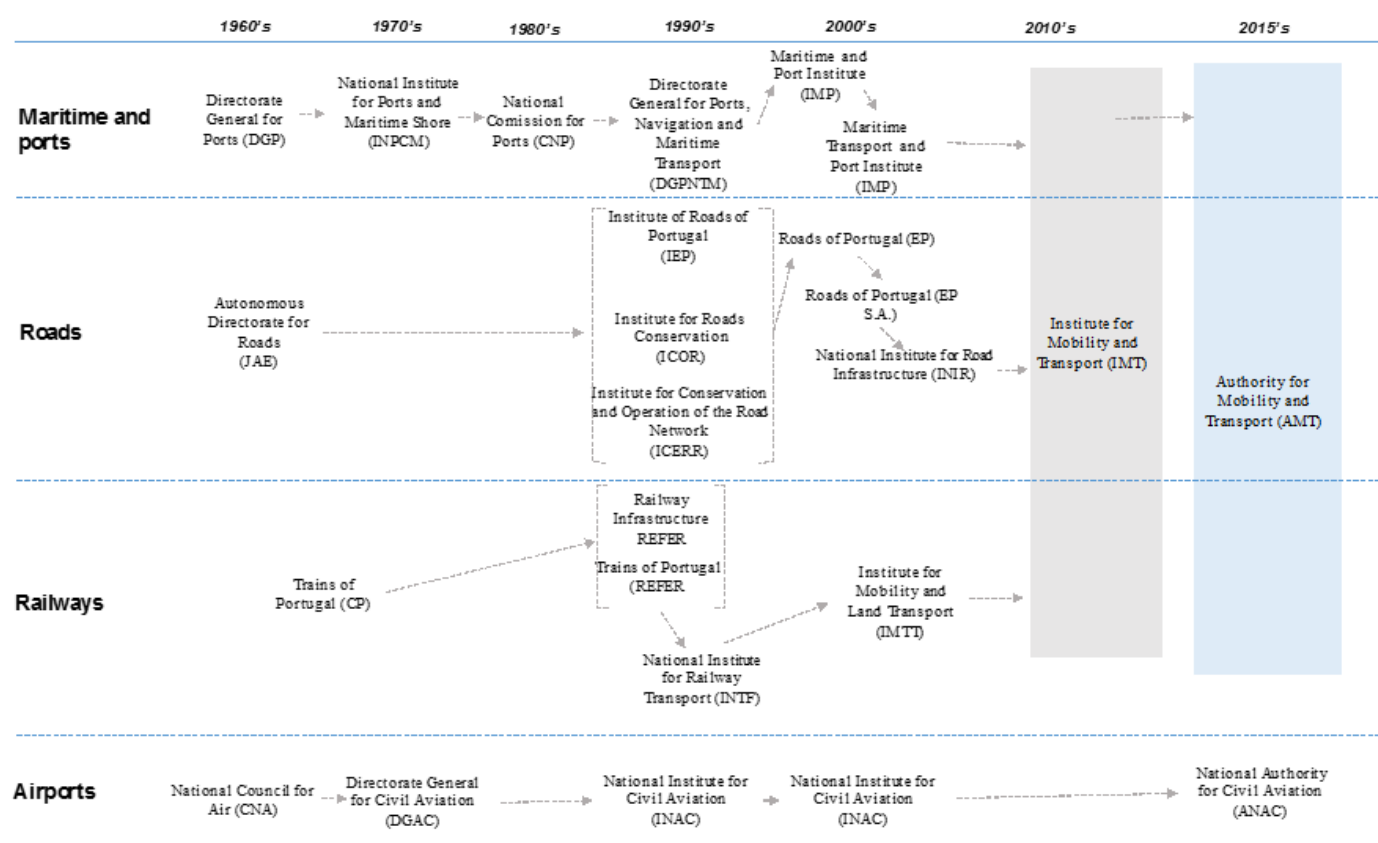 1960's 1970's 1980's 1990's 2000's 2010's 2015's
Maritime and
ports
Directorate
General for
Ports (DGP)
National Institute
for Ports and
Maritime Shore
(INPCM)
National
Comission for
Ports (CNP)
Directorate
General for Ports,
Navigation and
Maritime
Transport
(DGPNTM)
Maritime and
Port Institute
(IMP)
Maritime
Transport and
Port Institute
(IMP)
Roads
Autonomous
Directorate for
Roads
(JAE)
Institute of Roads of
Portugal
(IEP)
Institute for Roads
Conservation
(ICOR)
Institute for Conservation
and Operation of the Road
Network
(ICERR)
Roads of Portugal (EP)
Roads of Portugal (EP
S.A.)
National Institute for Road
Infrastructure (INIR)
Institute for
Mobility and
Transport (IMT)
Authority for
Mobility and
Transport (AMT)
Railways
Trains of
Portugal (CP)
Railway
Infrastructure
REFER
Trains of Portugal
(REFER
National Institute
for Railway
Transport (INTF)
Institute for
Mobility and
Land Transport
(IMTT)
Airports
National Council for
Air (CNA)
Directorate General
for Civil Aviation
(DGAC)
National Institute for
Civil Aviation
(INAC)
National Institute for
Civil Aviation
(INAC)
National Authority
for Civil Aviation
(ANAC)